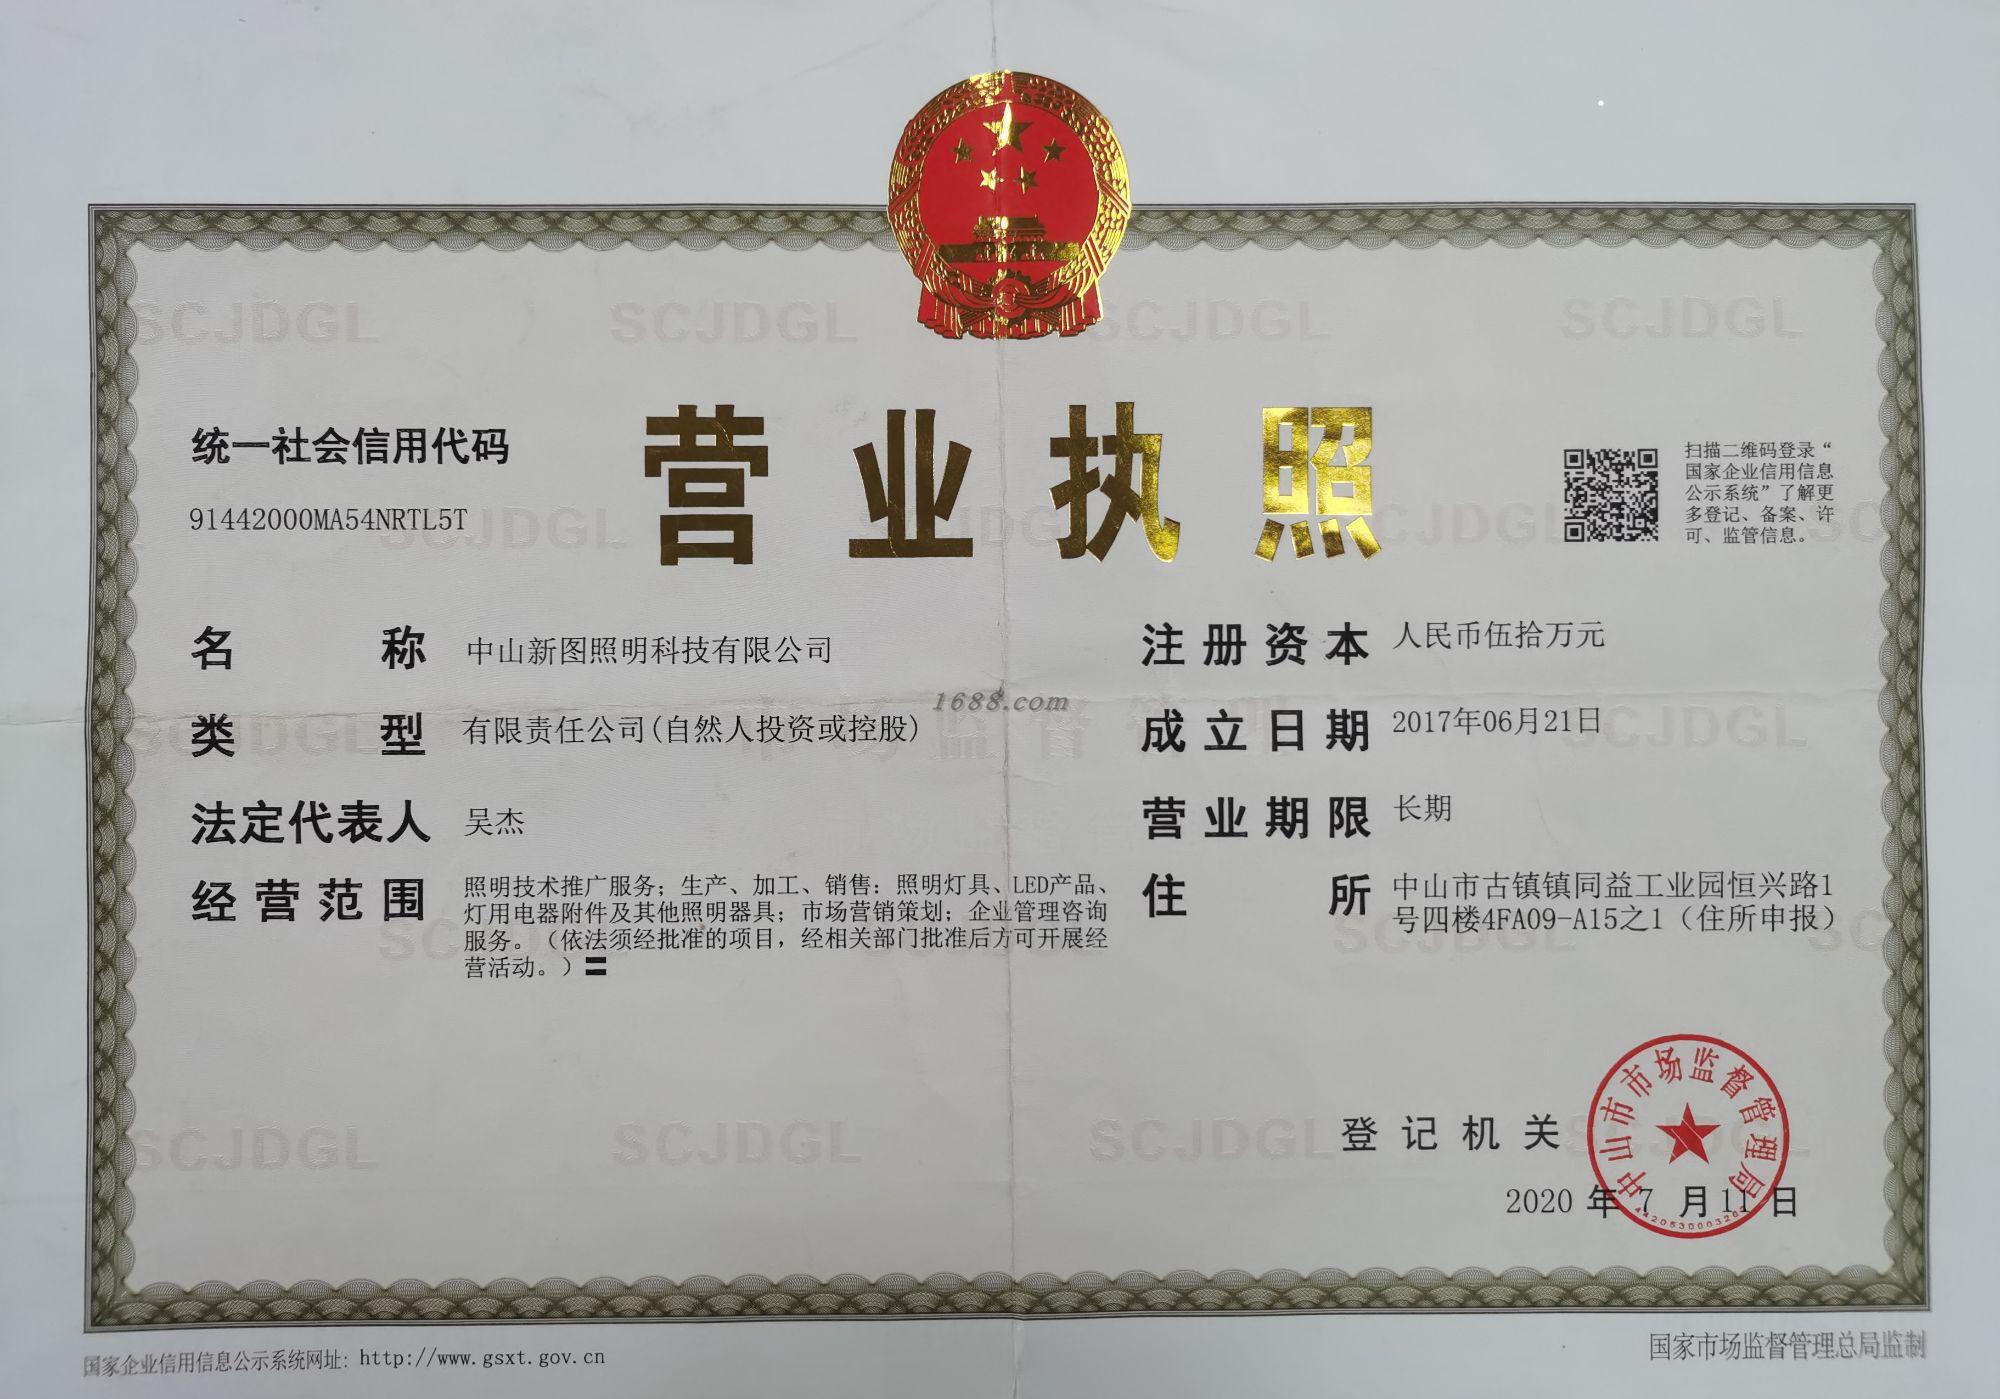 营业执照
统一社会信用代码
91442000MA54NRTL5T
扫描二维码登录“
国家企业信用信息
公示系统”了解更
多登记、备案、许
可、监管信息。
名称 中山新图照明科技有限公司
类型 有限责任公司(自然人投资或控股)
法定代表人 吴杰
经营范围 照明技术推广服务；生产、加工、销售：照明灯具、LED产品、
灯用电器附件及其他照明器具；市场营销策划；企业管理咨询
服务。（依法须经批准的项目，经相关部门批准后方可开展经
营活动。）〓
注册资本 人民币伍拾万元
成立日期 2017年06月21日
营业期限 长期
住所 中山市古镇镇同益工业园恒兴路1
号四楼4FA09-A15之1（住所申报）
1688.com
登记机关
中山市市场监督管理局
2020年7月11日
国家企业信用信息公示系统网址：http://www.gsxt.gov.cn
国家市场监督管理总局监制
SCJDGL
SCJDGL
SCJDGL
SCJDGL
SCJDGL
SCJDGL
SCJDGL
SCJDGL
SCJDGL
SCJDGL